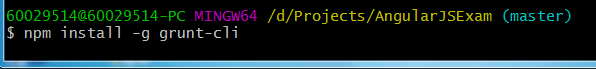 60029514@60029514-PC MINGW64 /d/Projects/AngularJSExam (master)
$ npm install -g grunt-cli